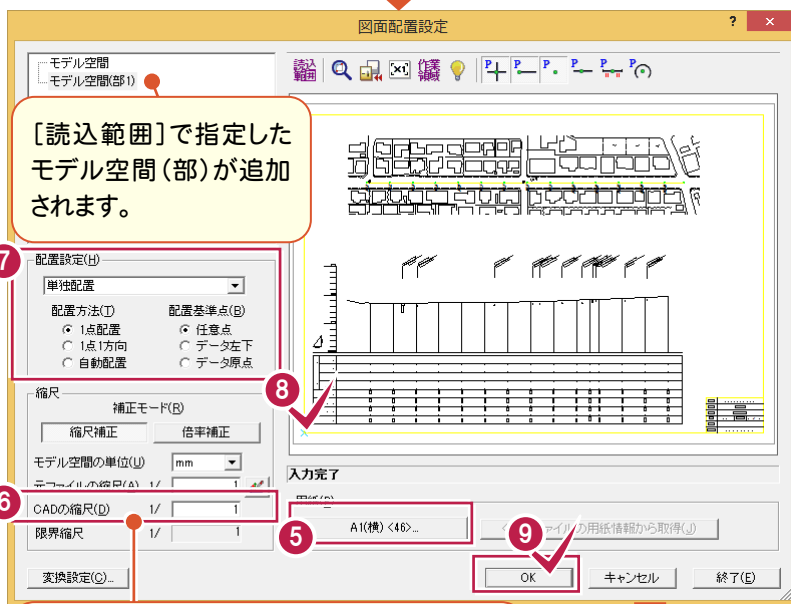 図面配置設定
? ×
モデル空間
モデル空間(部1)
読込範囲
作業領域
[読込範囲]で指定した
モデル空間(部)が追加
されます。
7
配置設定(H)
単独配置
配置方法(T)
配置基準点(B)
1点配置
任意点
1点1方向
データ左下
自動配置
データ原点
8
縮尺
補正モード(R)
縮尺補正
倍率補正
モデル空間の単位(U)
mm
元ファイルの縮尺(A) 1/ 1
入力完了
用紙(P)
6
CADの縮尺(D) 1/ 1
5
A1(横) <46>...
ファイルの用紙情報から取得(J)
限界縮尺 1/ 1
9
変換設定(C)...
OK
キャンセル
終了(E)